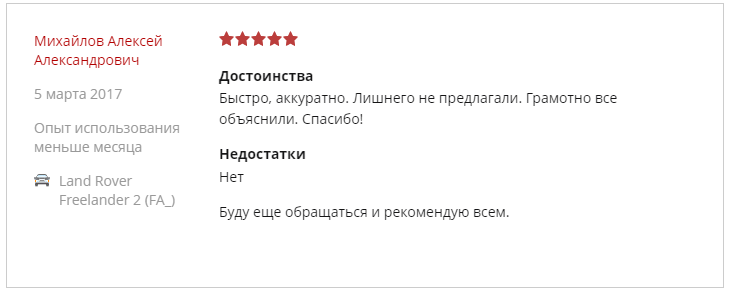 Михайлов Алексей
Александрович
5 марта 2017
Опыт использования
меньше месяца
Land Rover
Freelander 2 (FA_)
Достоинства
Быстро, аккуратно. Лишнего не предлагали. Грамотно все
объяснили. Спасибо!
Недостатки
Нет
Буду еще обращаться и рекомендую всем.